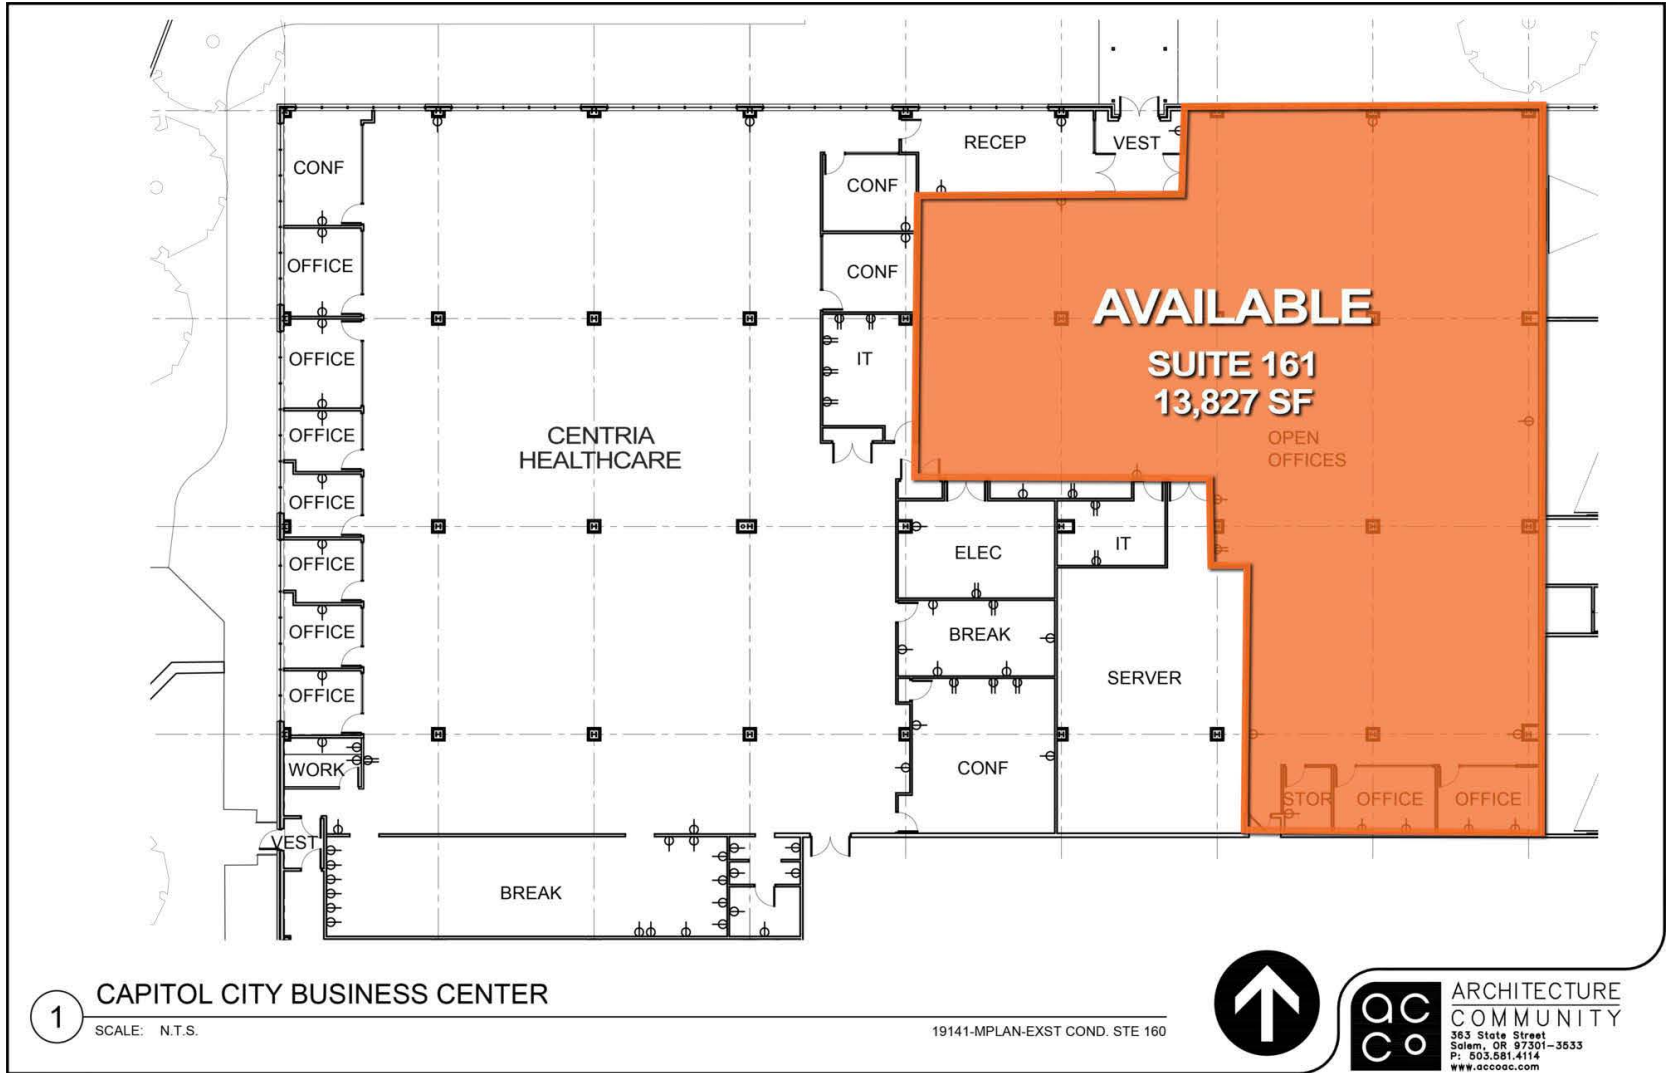 RECEP
VEST
CONF
CONF
CONF
OFFICE
OFFICE
OFFICE
OFFICE
OFFICE
OFFICE
OFFICE
WORK
VEST
CENTRIA
HEALTHCARE
IT
AVAILABLE
SUITE 161
13,827 SF
OPEN
OFFICES
ELEC
IT
BREAK
SERVER
CONF
STOR
OFFICE
OFFICE
BREAK
1
CAPITOL CITY BUSINESS CENTER
SCALE: N.T.S.
19141-MPLAN-EXST COND. STE 160
ac
co
ARCHITECTURE
COMMUNITY
363 State Street
Salem, OR 97301-3533
P: 503.581.4114
www.accoac.com